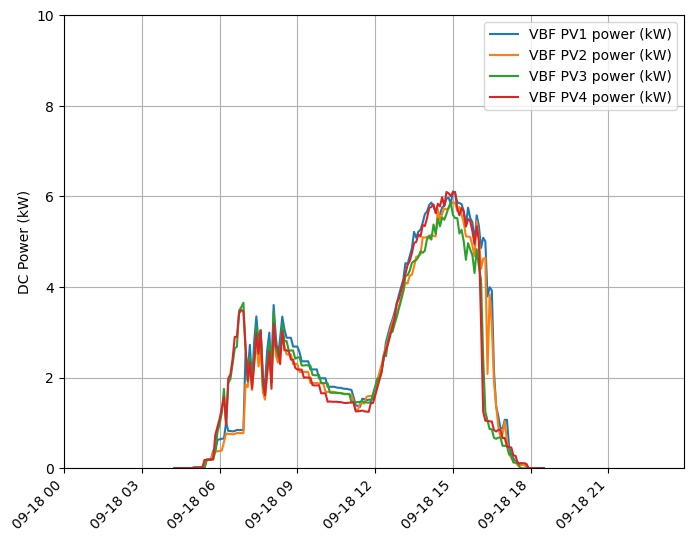 10
8
6
4
2
0
DC Power (kW)
VBF PV1 power (kW)
VBF PV2 power (kW)
VBF PV3 power (kW)
VBF PV4 power (kW)
09-18 00
09-18 03
09-18 06
09-18 09
09-18 12
09-18 15
09-18 18
09-18 21